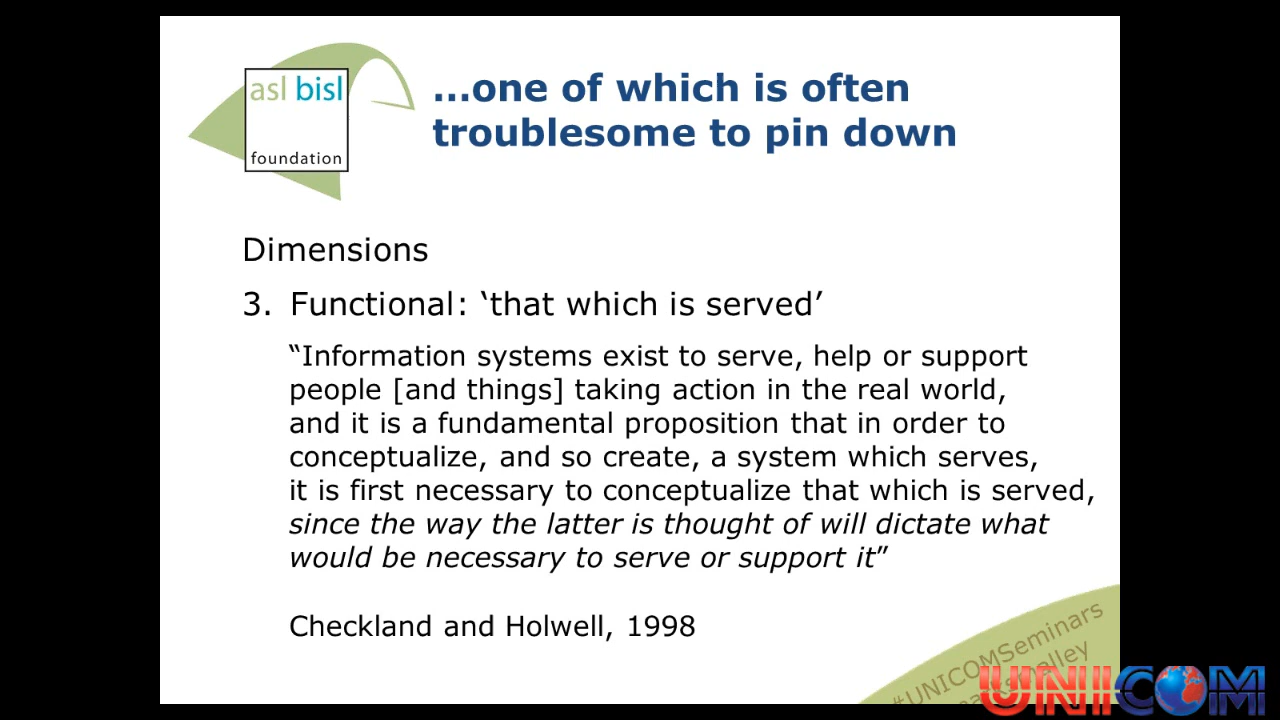 asl bisl
foundation
...one of which is often
troublesome to pin down
Dimensions
3. Functional: ‘that which is served’
“Information systems exist to serve, help or support
people [and things] taking action in the real world,
and it is a fundamental proposition that in order to
conceptualize, and so create, a system which serves,
it is first necessary to conceptualize that which is served,
since the way the latter is thought of will dictate what
would be necessary to serve or support it”
Checkland and Holwell, 1998
#UNICOMSeminars
UNICOM